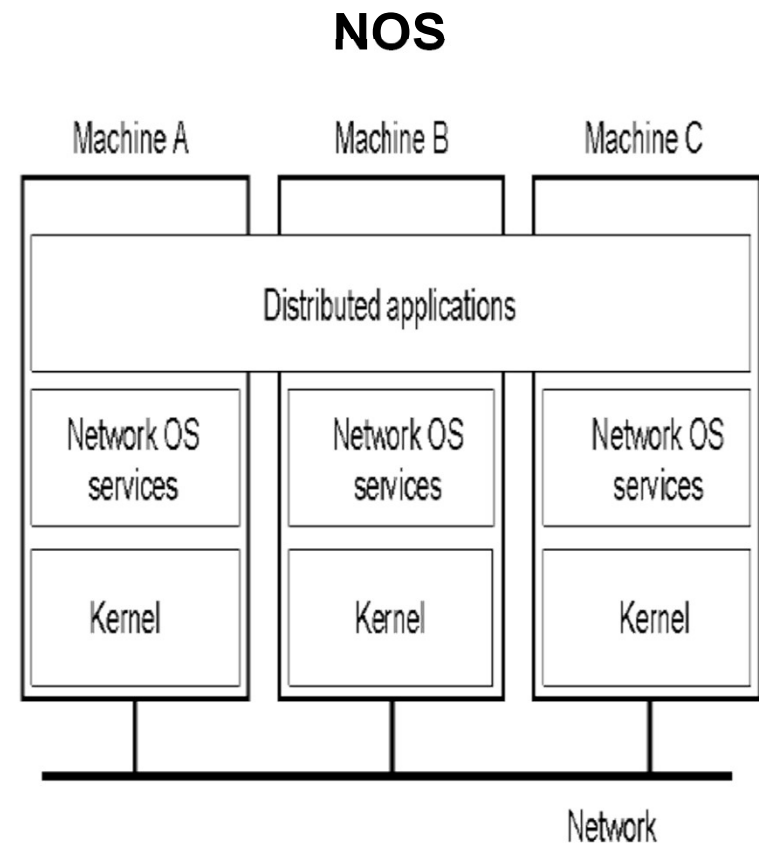 NOS
Machine A
Machine B
Machine C
Distributed applications
Network OS
services
Network OS
services
Network OS
services
Kernel
Kernel
Kernel
Network